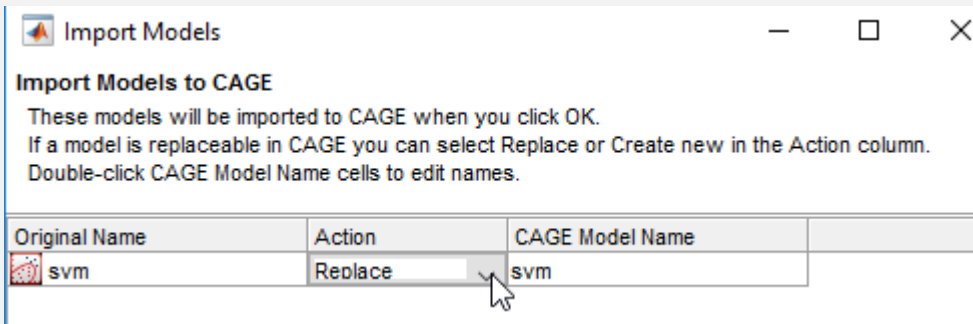 Import Models
Import Models to CAGE
These models will be imported to CAGE when you click OK.
If a model is replaceable in CAGE you can select Replace or Create new in the Action column.
Double-click CAGE Model Name cells to edit names.
Original Name Action CAGE Model Name
svm Replace svm